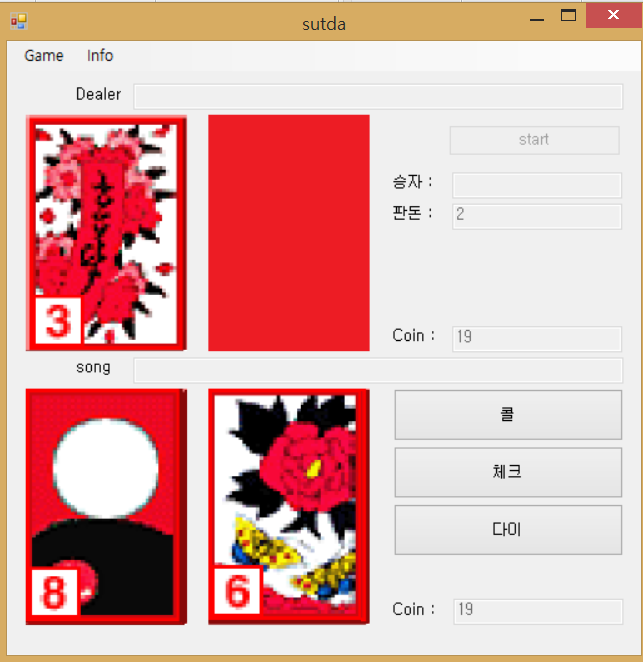 sutda
Game Info
Dealer
start
승자 :
판돈 : 2
3
Coin : 19
song
콜
체크
다이
8
6
Coin : 19